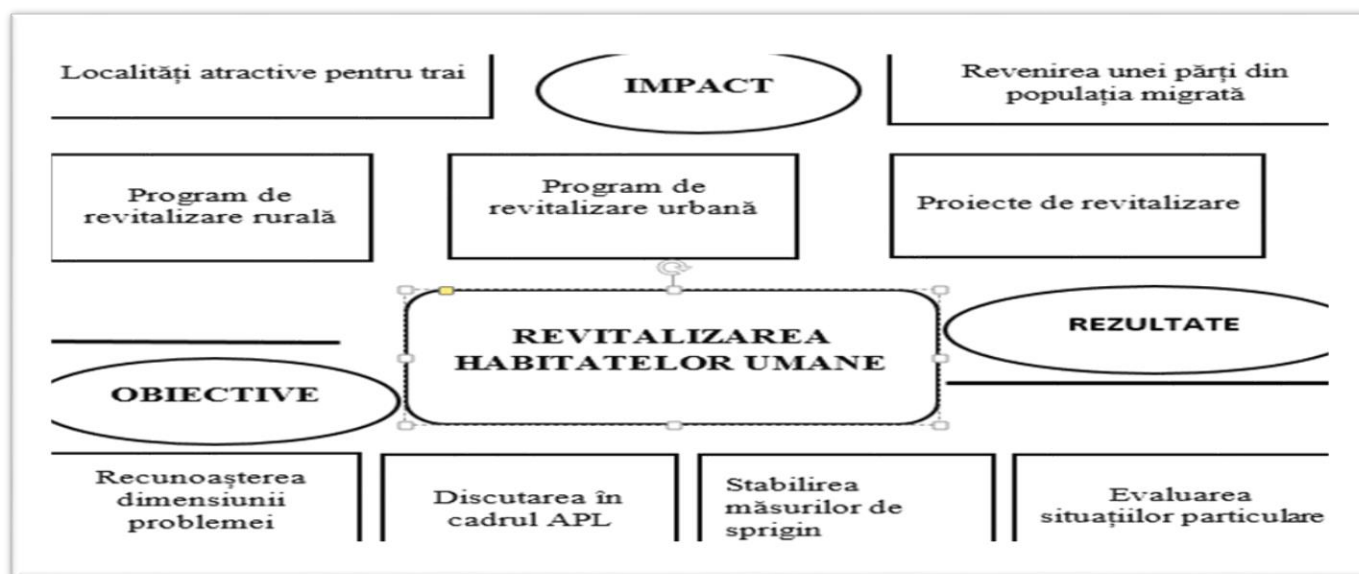 Localități atractive pentru trai
IMPACT
Revenirea unei părți din
populația migrată
Program de
revitalizare rurală
Program de
revitalizare urbană
Proiecte de revitalizare
REVITALIZAREA
HABITATELOR UMANE
REZULTATE
OBIECTIVE
Recunoașterea
dimensiunii
problemei
Discutarea în
cadrul APL
Stabilirea
măsurilor de
sprigin
Evaluarea
situațiilor particulare